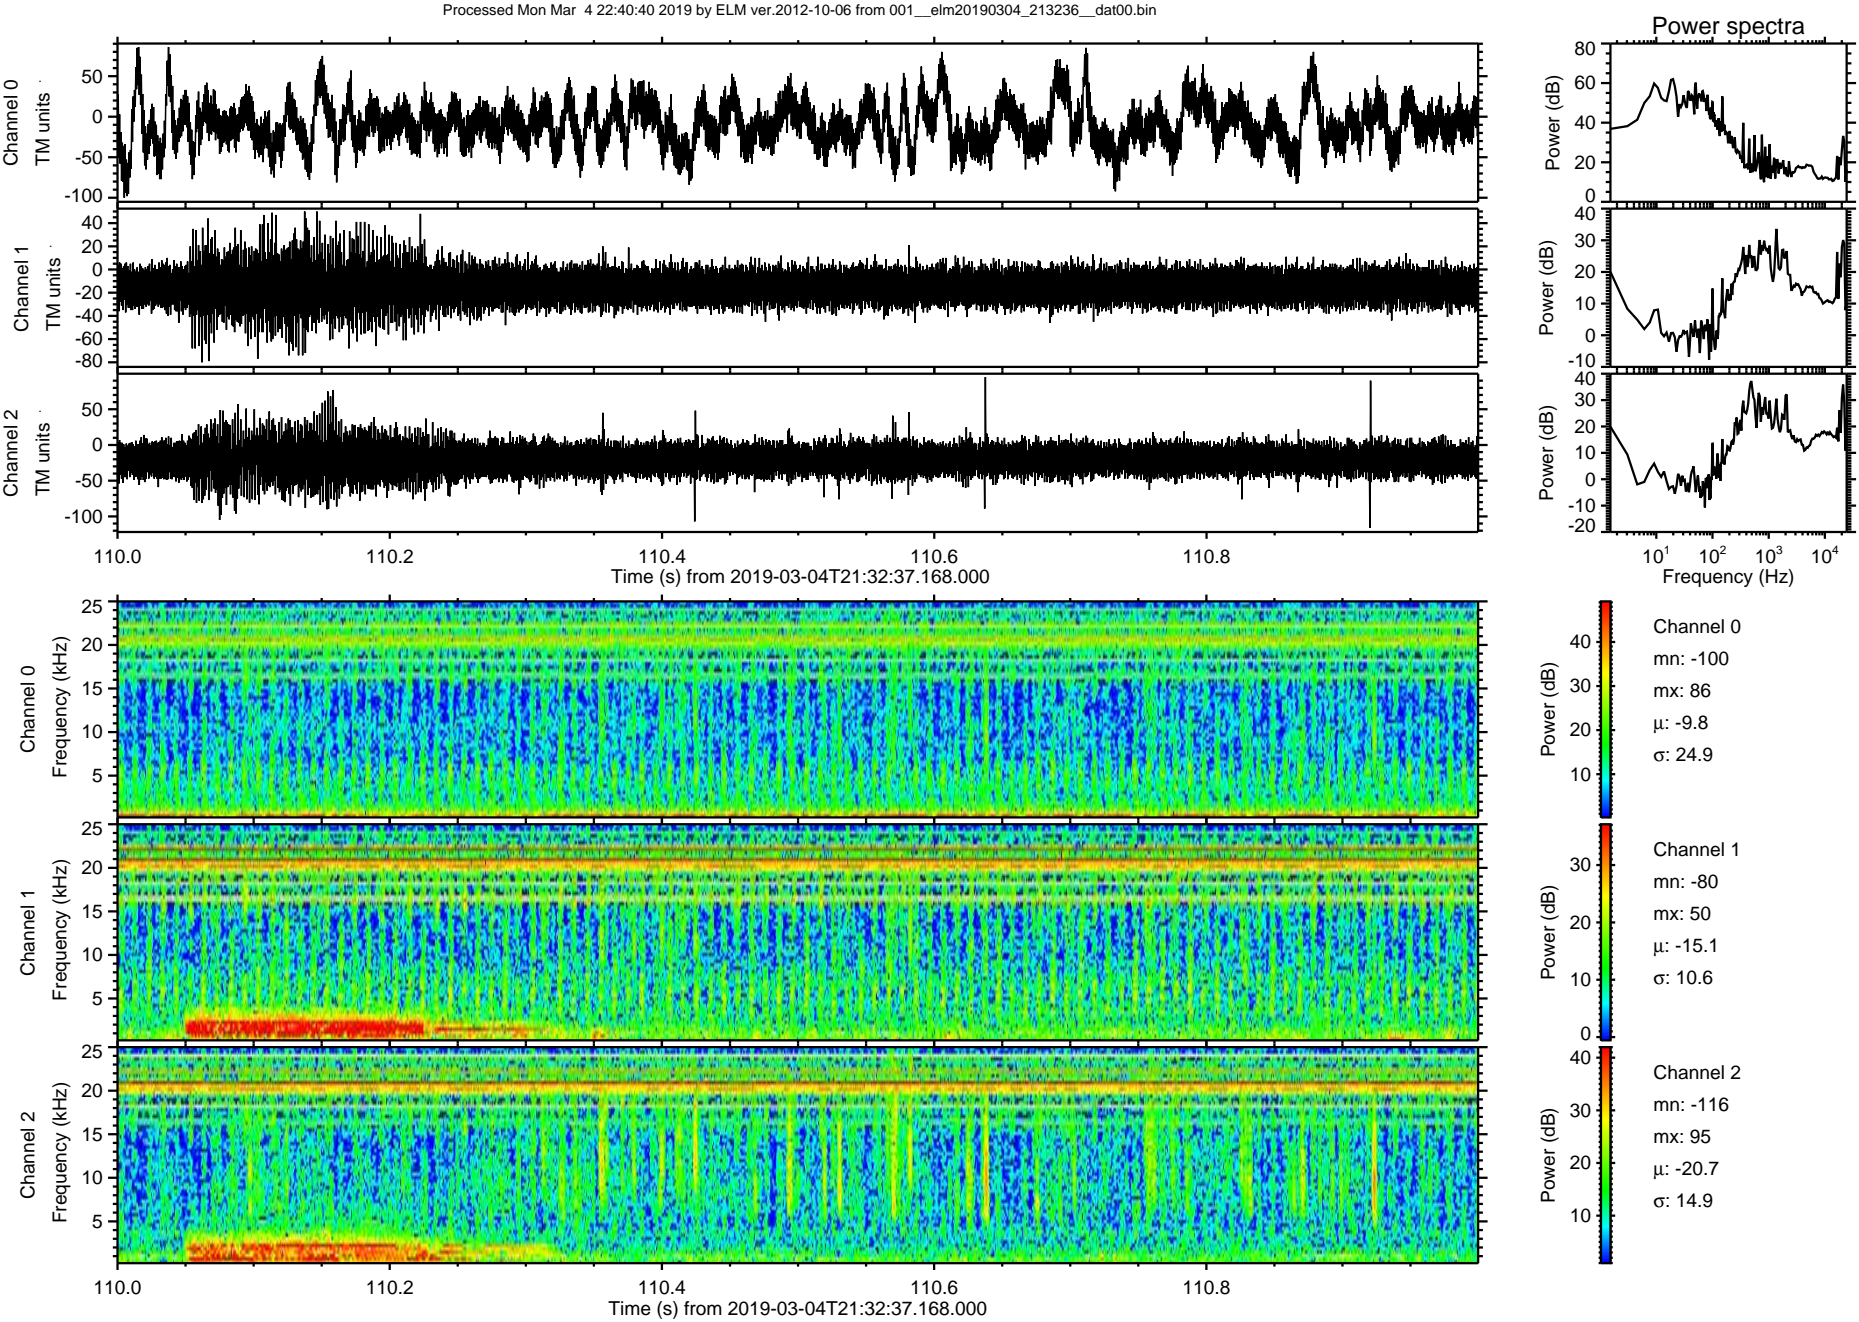 Processed Mon Mar  4 22:40:40 2019 by ELM ver.2012-10-06 from 001__elm20190304_213236__dat00.bin
Power spectra
Channel 0
TM units
50
0
-50
-100
Power (dB)
80
60
40
20
0
Channel 1
TM units
40
20
0
-20
-40
-60
-80
Power (dB)
40
30
20
10
0
-10
Channel 2
TM units
50
0
-50
-100
Power (dB)
40
30
20
10
0
-10
-20
110.0 110.2 110.4 110.6 110.8
Time (s) from 2019-03-04T21:32:37.168.000
10¹ 10² 10³ 10⁴
Frequency (Hz)
Channel 0
Frequency (kHz)
25
20
15
10
5
Power (dB)
40
30
20
10
Channel 0
mn: -100
mx: 86
μ: -9.8
σ: 24.9
Channel 1
Frequency (kHz)
25
20
15
10
5
Power (dB)
30
20
10
0
Channel 1
mn: -80
mx: 50
μ: -15.1
σ: 10.6
Channel 2
Frequency (kHz)
25
20
15
10
5
Power (dB)
40
30
20
10
Channel 2
mn: -116
mx: 95
μ: -20.7
σ: 14.9
110.0 110.2 110.4 110.6 110.8
Time (s) from 2019-03-04T21:32:37.168.000